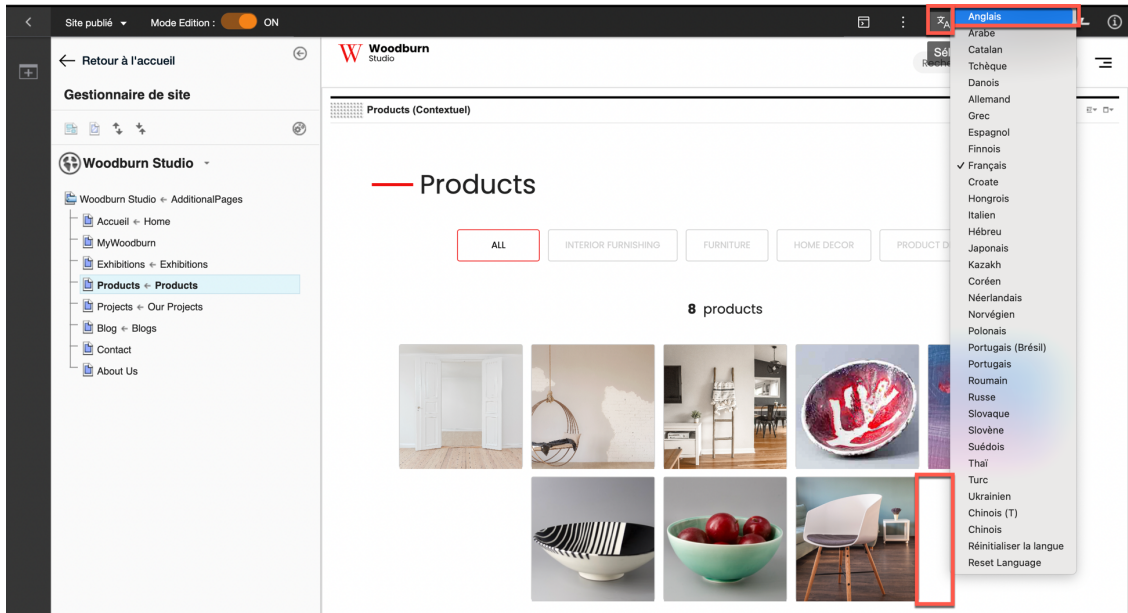 Site publié
Mode Edition :
ON
Anglais
Arabe
Catalan
Tchèque
Danois
Allemand
Grec
Espagnol
Finnois
✓ Français
Croate
Hongrois
Italien
Hébreu
Japonais
Kazakh
Coréen
Néerlandais
Norvégien
Polonais
Portugais (Brésil)
Portugais
Roumain
Russe
Slovaque
Slovène
Suédois
Thaï
Turc
Ukrainien
Chinois (T)
Chinois
Réinitialiser la langue
Reset Language
Retour à l'accueil
Gestionnaire de site
Woodburn Studio
Woodburn Studio ← AdditionalPages
Accueil ← Home
MyWoodburn
Exhibitions ← Exhibitions
Products ← Products
Projects ← Our Projects
Blog ← Blogs
Contact
About Us
W Woodburn
Studio
Products (Contextuel)
Products
ALL
INTERIOR FURNISHING
FURNITURE
HOME DECOR
PRODUCT
8 products